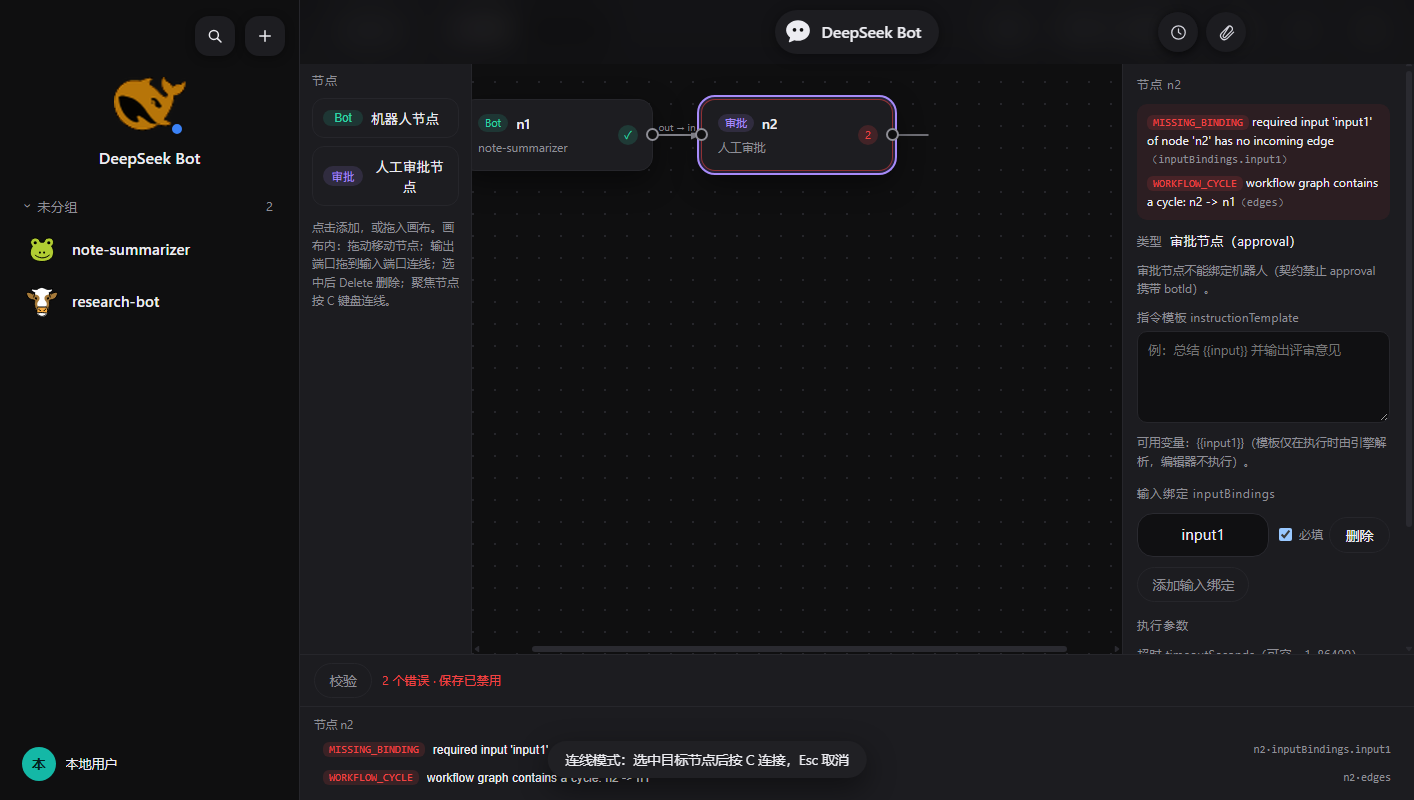 DeepSeek Bot
DeepSeek Bot
未分组
2
note-summarizer
research-bot
本 本地用户
节点
Bot 机器人节点
审批 人工审批节
点
点击添加，或拖入画布。画
布内：拖动移动节点；输出
端口拖到输入端口连线；选
中后 Delete 删除；聚焦节点
按 C 键盘连线。
Bot n1
note-summarizer
✓
out → in
审批 n2
人工审批
2
节点 n2
MISSING_BINDING required input 'input1'
of node 'n2' has no incoming edge
(inputBindings.input1)
WORKFLOW_CYCLE workflow graph contains
a cycle: n2 -> n1 (edges)
类型 审批节点（approval）
审批节点不能绑定机器人（契约禁止 approval
携带 botId）。
指令模板 instructionTemplate
例：总结 {{input}} 并输出评审意见
可用变量：{{input1}}（模板仅在执行时由引擎解
析，编辑器不执行）。
输入绑定 inputBindings
input1 必填 删除
添加输入绑定
执行参数
超时 timeoutSeconds（可空，1–86400）
校验 2 个错误 · 保存已禁用
节点 n2
MISSING_BINDING required input 'input1'
n2·inputBindings.input1
WORKFLOW_CYCLE workflow graph contains a cycle: n2 -> n1
n2·edges
连线模式：选中目标节点后按 C 连接，Esc 取消